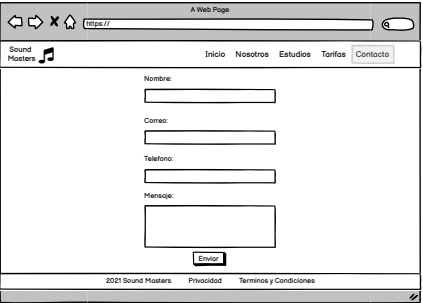 A Web Page
https://
Sound
Masters
Inicio Nosotros Estudios Tarifas Contacto
Nombre:
Correo:
Telefono:
Mensaje:
Enviar
2021 Sound Masters Privacidad Terminos y Condiciones